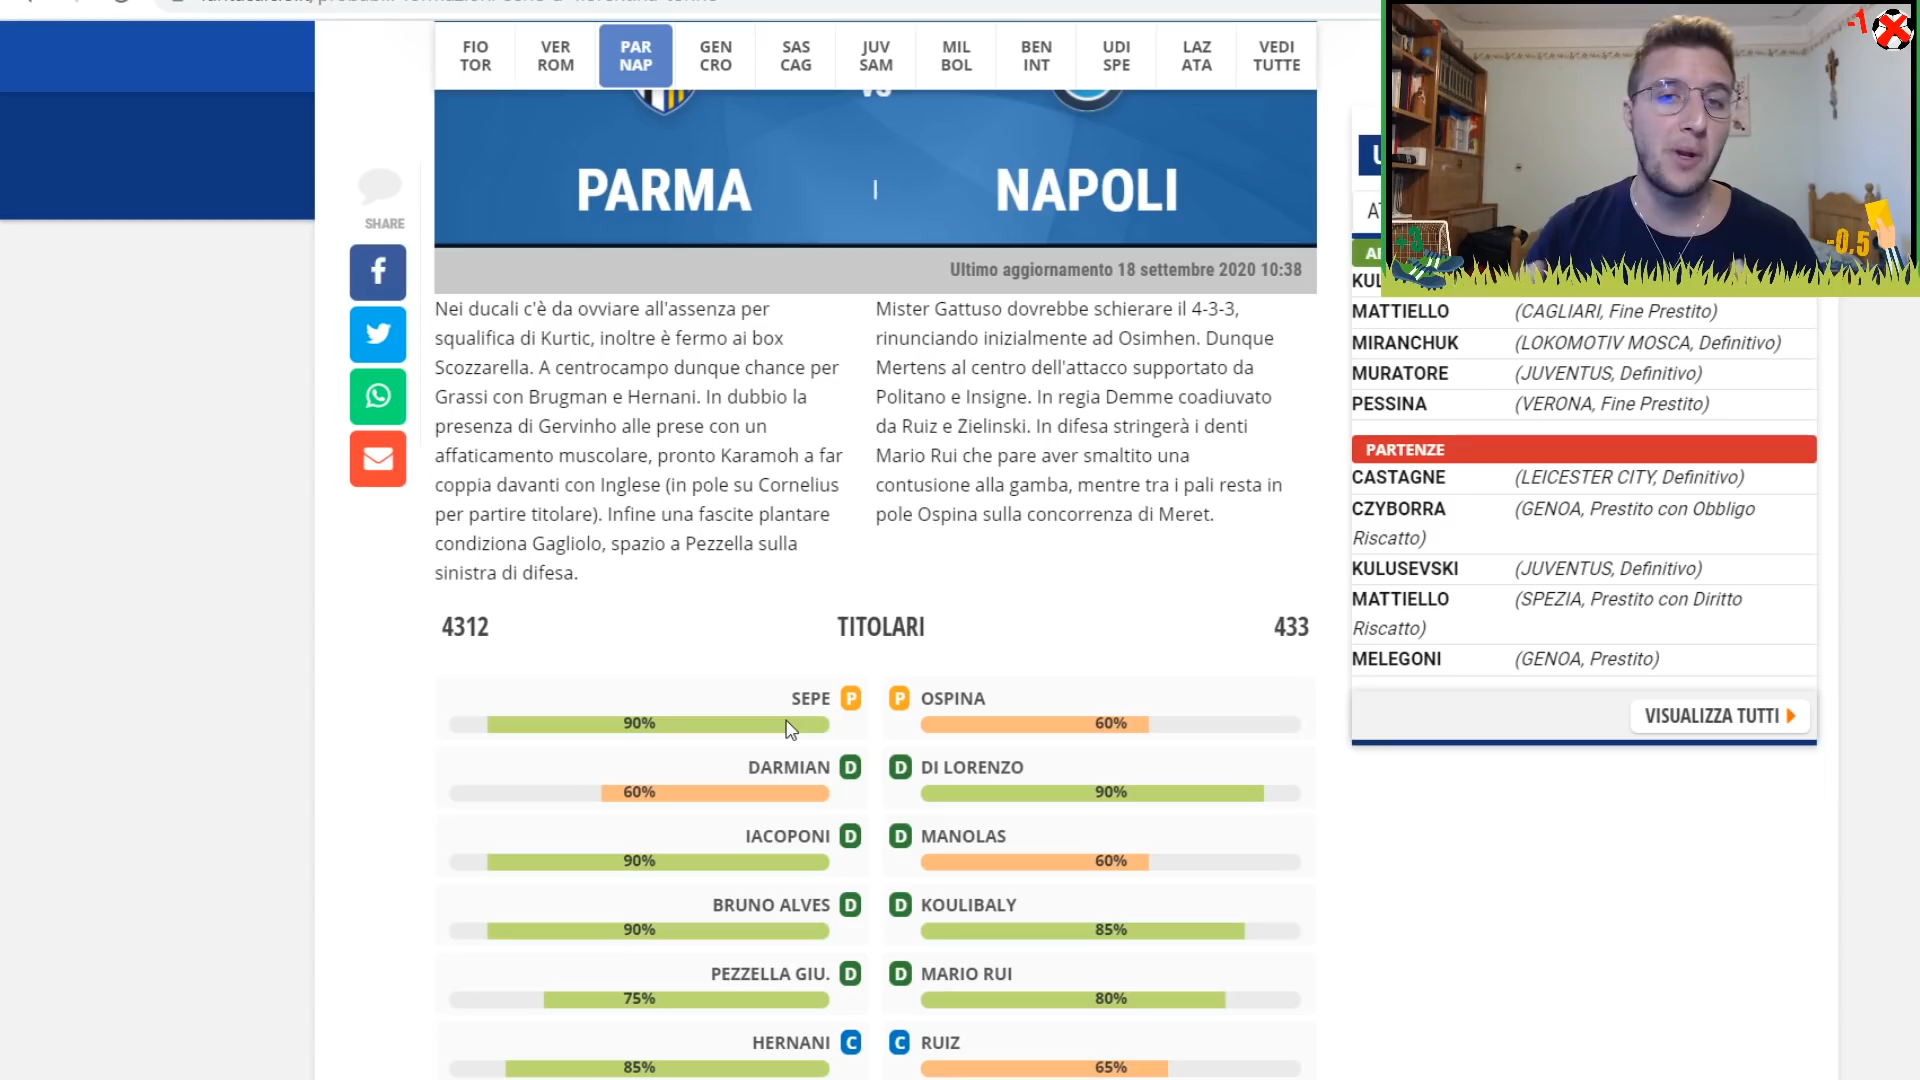 FIO TOR
VER ROM
PAR NAP
GEN CRO
SAS CAG
JUV SAM
MIL BOL
BEN INT
UDI SPE
LAZ ATA
VEDI TUTTE
PARMA
NAPOLI
Ultimo aggiornamento 18 settembre 2020 10:38
SHARE
Nei ducali c'è da ovviare all'assenza per
squalifica di Kurtic, inoltre è fermo ai box
Scozzarella. A centrocampo dunque chance per
Grassi con Brugman e Hernani. In dubbio la
presenza di Gervinho alle prese con un
affaticamento muscolare, pronto Karamoh a far
coppia davanti con Inglese (in pole su Cornelius
per partire titolare). Infine una fascite plantare
condiziona Gagliolo, spazio a Pezzella sulla
sinistra di difesa.
Mister Gattuso dovrebbe schierare il 4-3-3,
rinunciando inizialmente ad Osimhen. Dunque
Mertens al centro dell'attacco supportato da
Politano e Insigne. In regia Demme coadiuvato
da Ruiz e Zielinski. In difesa stringerà i denti
Mario Rui che pare aver smaltito una
contusione alla gamba, mentre tra i pali resta in
pole Ospina sulla concorrenza di Meret.
4312 TITOLARI 433
SEPE P
90%
P OSPINA
60%
DARMIAN D
60%
D DI LORENZO
90%
IACOPONI D
90%
D MANOLAS
60%
BRUNO ALVES D
90%
D KOULIBALY
85%
PEZZELLA GIU. D
75%
D MARIO RUI
80%
HERNANI C
85%
C RUIZ
65%
-1
+3
-0,5
MATTIELLO (CAGLIARI, Fine Prestito)
MIRANCHUK (LOKOMOTIV MOSCA, Definitivo)
MURATORE (JUVENTUS, Definitivo)
PESSINA (VERONA, Fine Prestito)
PARTENZE
CASTAGNE (LEICESTER CITY, Definitivo)
CZYBORRA (GENOA, Prestito con Obbligo
Riscatto)
KULUSEVSKI (JUVENTUS, Definitivo)
MATTIELLO (SPEZIA, Prestito con Diritto
Riscatto)
MELEGONI (GENOA, Prestito)
VISUALIZZA TUTTI